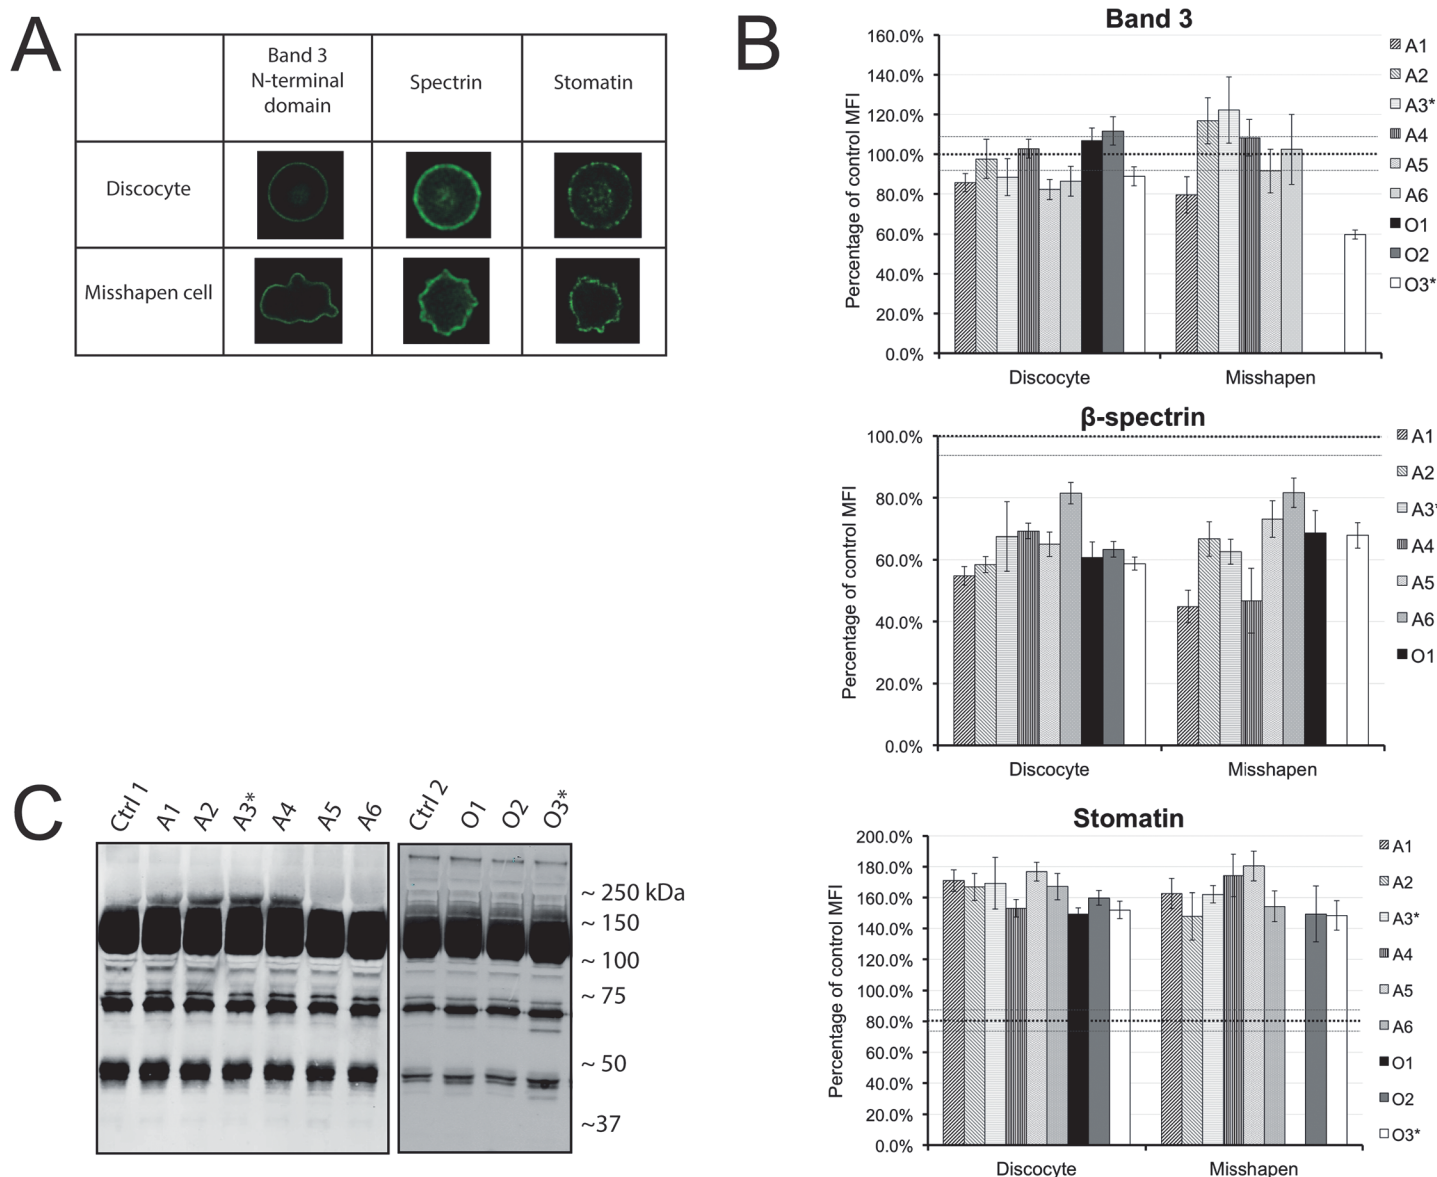 A
Band 3
N-terminal
domain
Spectrin
Stomatin
Discocyte
Misshapen cell
B
Band 3
Percentage of control MFI
160.0%
140.0%
120.0%
100.0%
80.0%
60.0%
40.0%
20.0%
0.0%
Discocyte
Misshapen
A1
A2
A3*
A4
A5
A6
O1
O2
O3*
β-spectrin
Percentage of control MFI
100.0%
80.0%
60.0%
40.0%
20.0%
0.0%
Discocyte
Misshapen
A1
A2
A3*
A4
A5
A6
O1
Stomatin
Percentage of control MFI
200.0%
180.0%
160.0%
140.0%
120.0%
100.0%
80.0%
60.0%
40.0%
20.0%
0.0%
Discocyte
Misshapen
A1
A2
A3*
A4
A5
A6
O1
O2
O3*
C
Ctrl 1
A1
A2
A3*
A4
A5
A6
Ctrl 2
O1
O2
O3*
~ 250 kDa
~ 150
~ 100
~ 75
~ 50
~37